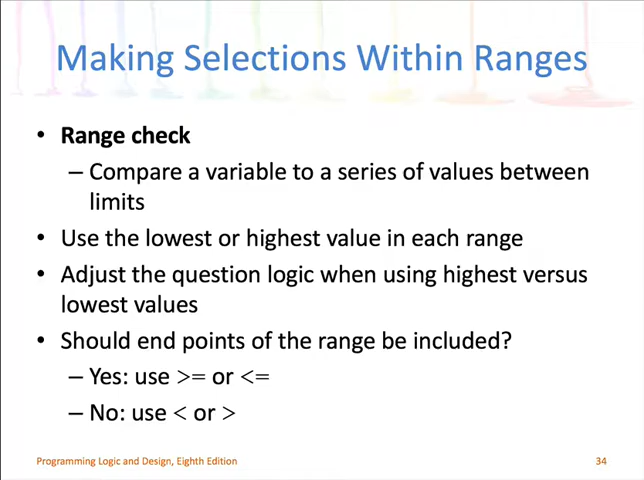 Making Selections Within Ranges
• Range check
– Compare a variable to a series of values between
limits
• Use the lowest or highest value in each range
• Adjust the question logic when using highest versus
lowest values
• Should end points of the range be included?
– Yes: use >= or <=
– No: use < or >
Programming Logic and Design, Eighth Edition
34